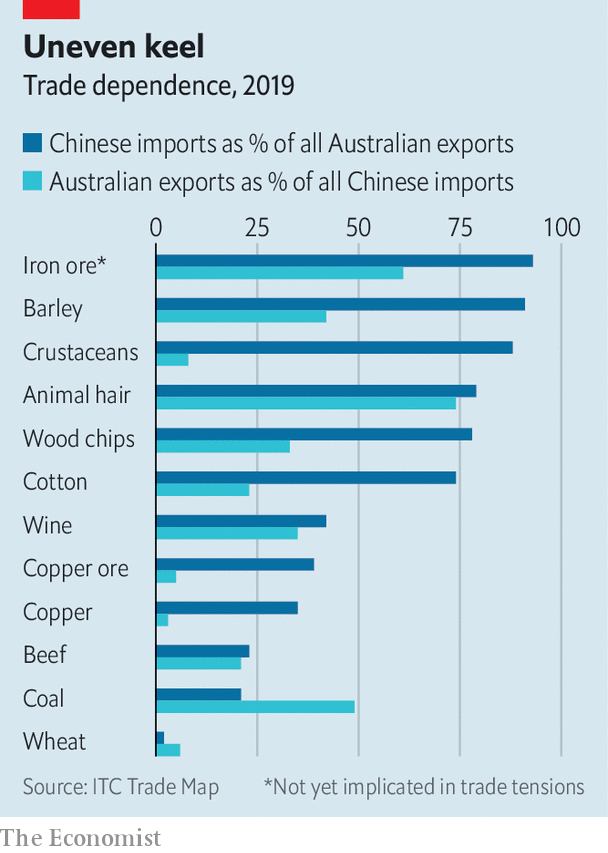 Uneven keel
Trade dependence, 2019
Chinese imports as % of all Australian exports
Australian exports as % of all Chinese imports
0 25 50 75 100
Iron ore*
Barley
Crustaceans
Animal hair
Wood chips
Cotton
Wine
Copper ore
Copper
Beef
Coal
Wheat
Source: ITC Trade Map *Not yet implicated in trade tensions
The Economist